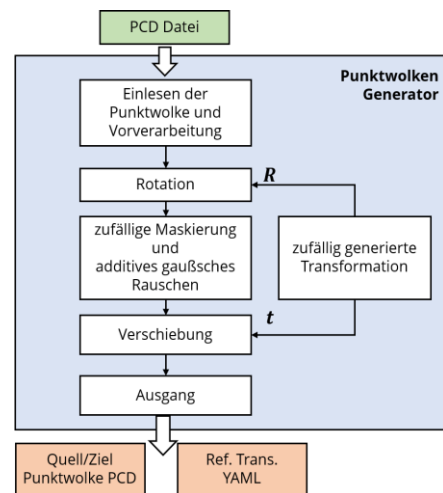 PCD Datei
Punktwolken
Generator
Einlesen der
Punktwolke und
Vorverarbeitung
Rotation
R
zufällige Maskierung
und
additives gaußsches
Rauschen
zufällig generierte
Transformation
t
Verschiebung
Ausgang
Quell/Ziel
Punktwolke PCD
Ref. Trans.
YAML